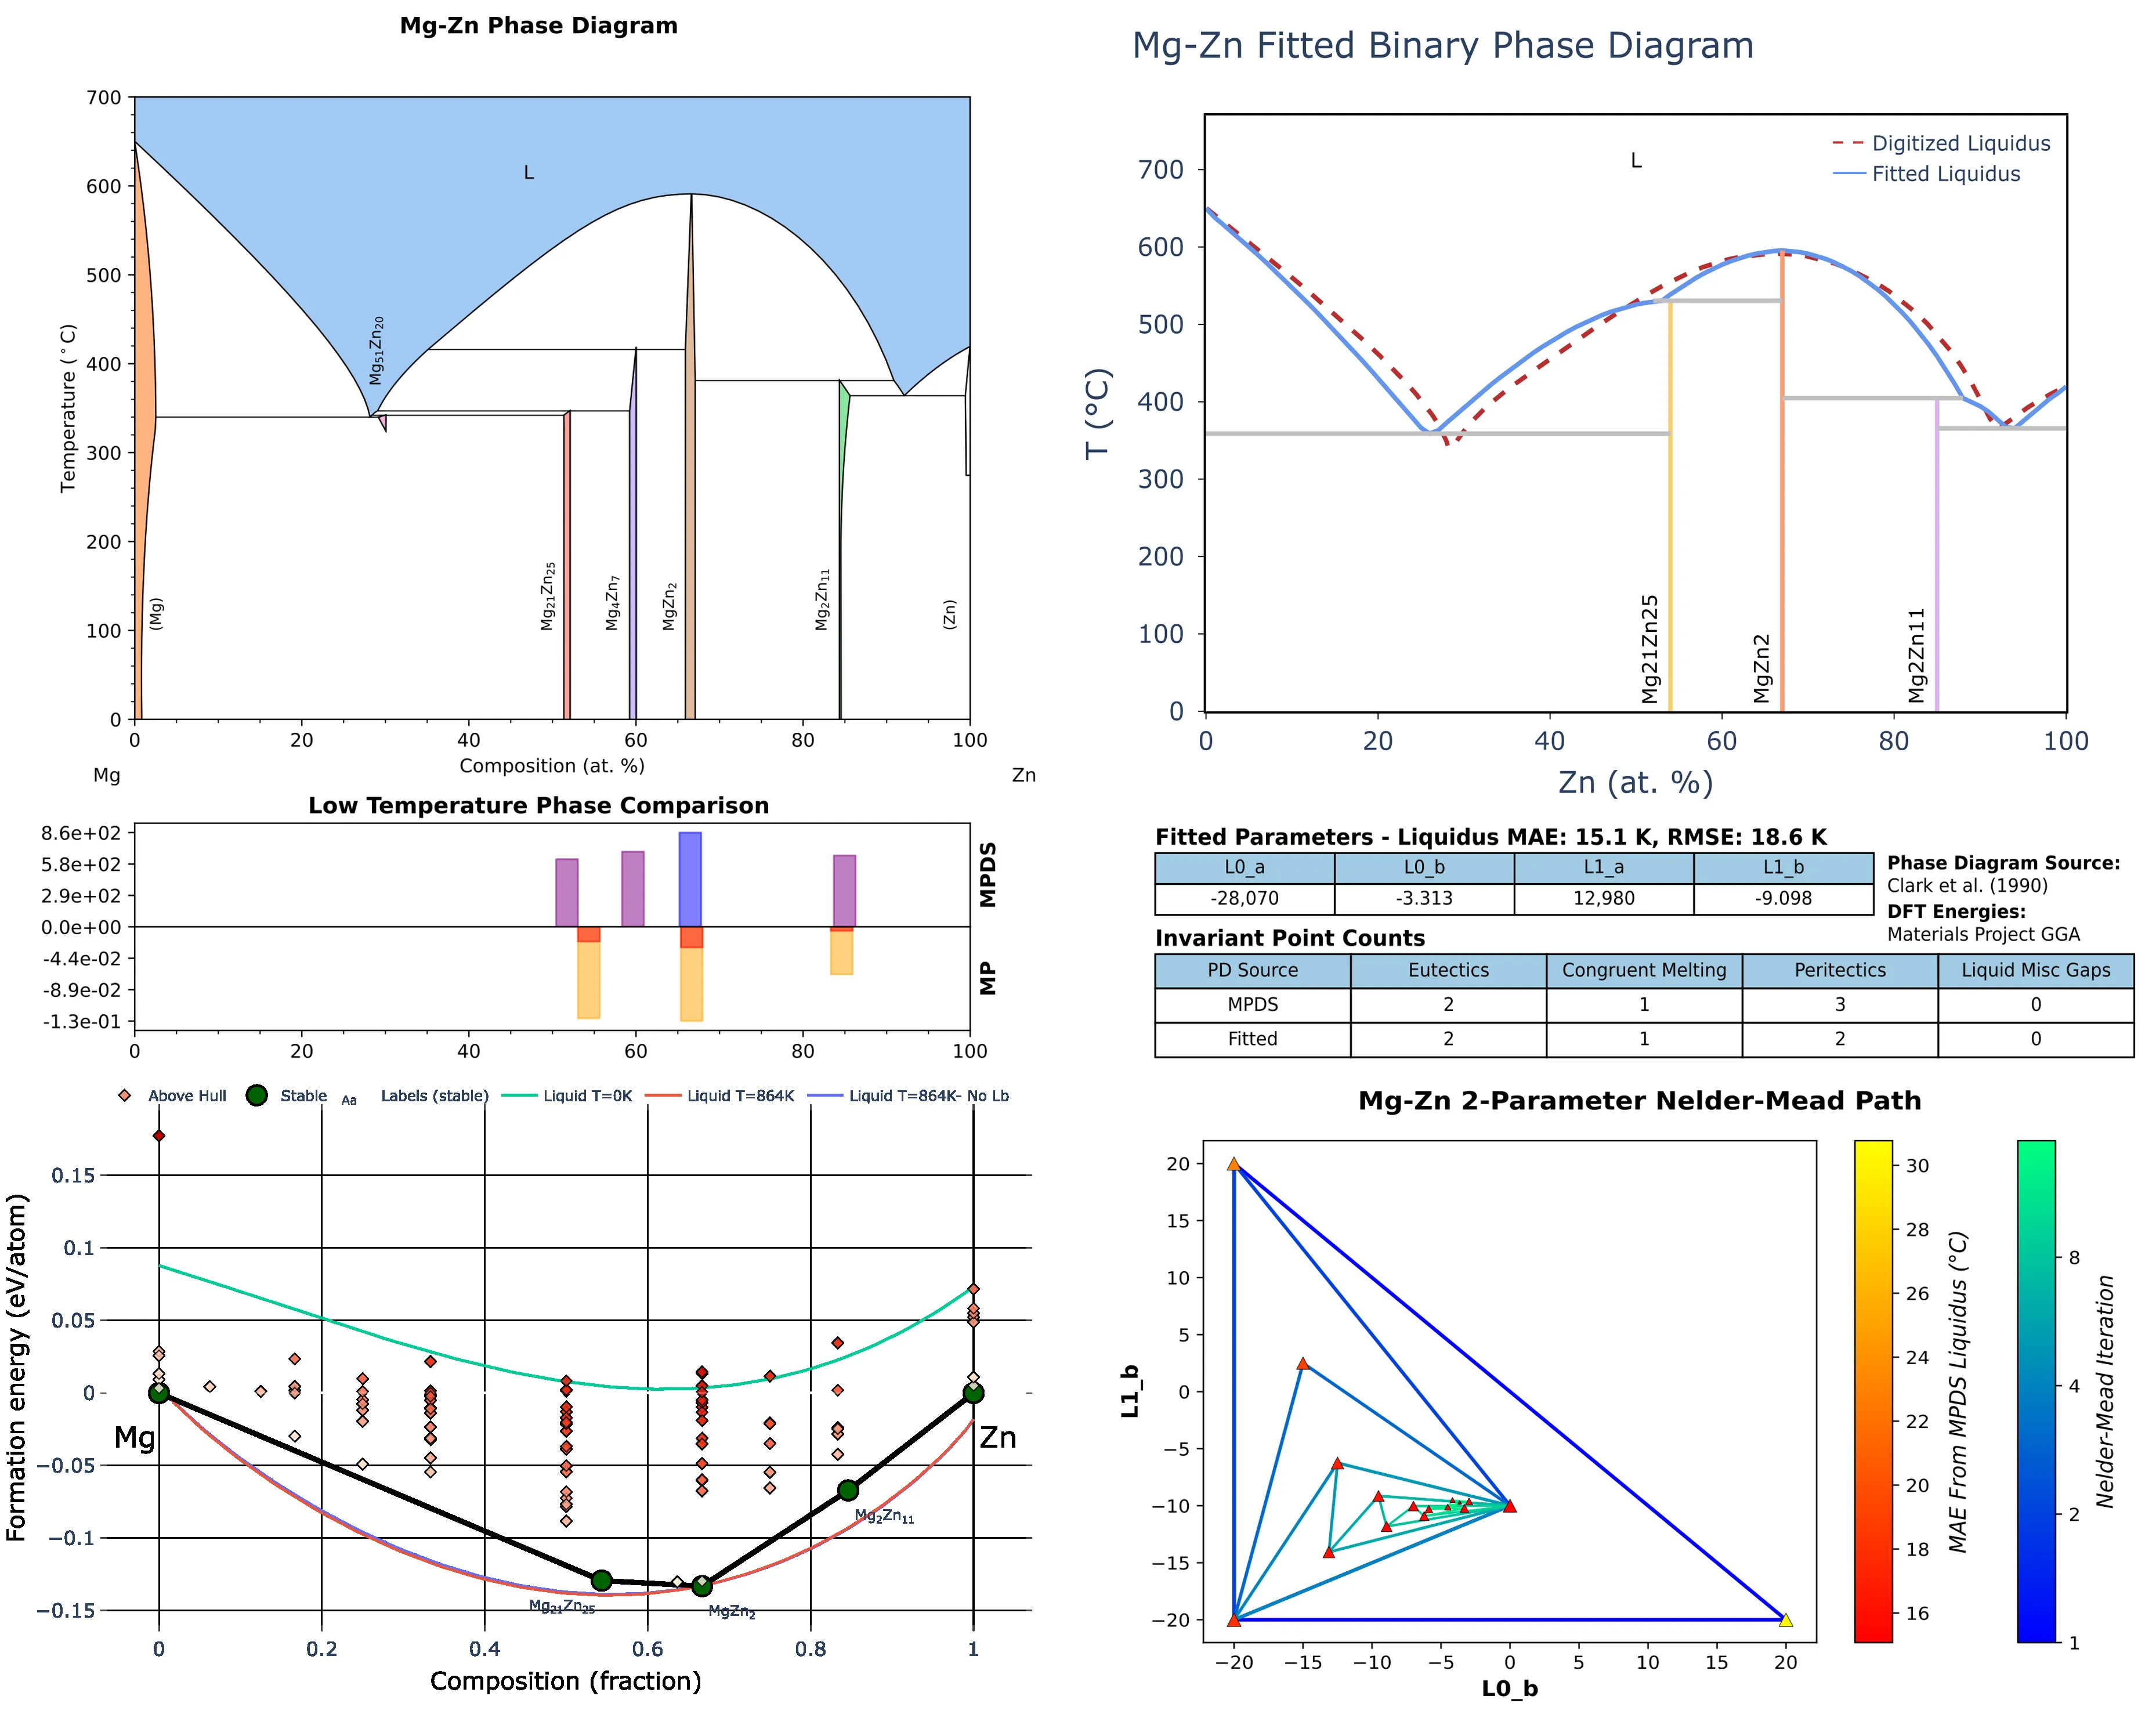 Mg-Zn Phase Diagram
700
600
500
400
300
200
100
0
Temperature (°C)
L
Mg51Zn20
(Mg)
Mg21Zn25
Mg4Zn7
MgZn2
Mg2Zn11
(Zn)
0 20 40 60 80 100
Composition (at. %)
Mg Zn
Mg-Zn Fitted Binary Phase Diagram
L
Digitized Liquidus
Fitted Liquidus
700
600
500
400
300
200
100
0
T (°C)
Mg21Zn25
MgZn2
Mg2Zn11
0 20 40 60 80 100
Zn (at. %)
Low Temperature Phase Comparison
8.6e+02
5.8e+02
2.9e+02
0.0e+00
-4.4e-02
-8.9e-02
-1.3e-01
MPDS
MP
0 20 40 60 80 100
Fitted Parameters - Liquidus MAE: 15.1 K, RMSE: 18.6 K
L0_a L0_b L1_a L1_b
-28,070 -3.313 12,980 -9.098
Phase Diagram Source:
Clark et al. (1990)
DFT Energies:
Materials Project GGA
Invariant Point Counts
PD Source Eutectics Congruent Melting Peritectics Liquid Misc Gaps
MPDS 2 1 3 0
Fitted 2 1 2 0
Above Hull Stable Aa Labels (stable) Liquid T=0K Liquid T=864K Liquid T=864K- No Lb
0.15
0.1
0.05
0
−0.05
−0.1
−0.15
Formation energy (eV/atom)
Mg
Zn
Mg2Zn11
Mg21Zn25
MgZn2
0 0.2 0.4 0.6 0.8 1
Composition (fraction)
Mg-Zn 2-Parameter Nelder-Mead Path
20
15
10
5
0
−5
−10
−15
−20
L1_b
−20 −15 −10 −5 0 5 10 15 20
L0_b
30
28
26
24
22
20
18
16
MAE From MPDS Liquidus (°C)
8
4
2
1
Nelder-Mead Iteration